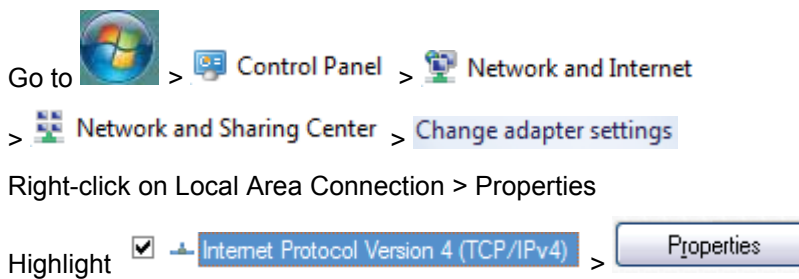 Go to > Control Panel > Network and Internet
> Network and Sharing Center > Change adapter settings
Right-click on Local Area Connection > Properties
Highlight Internet Protocol Version 4 (TCP/IPv4) > Properties